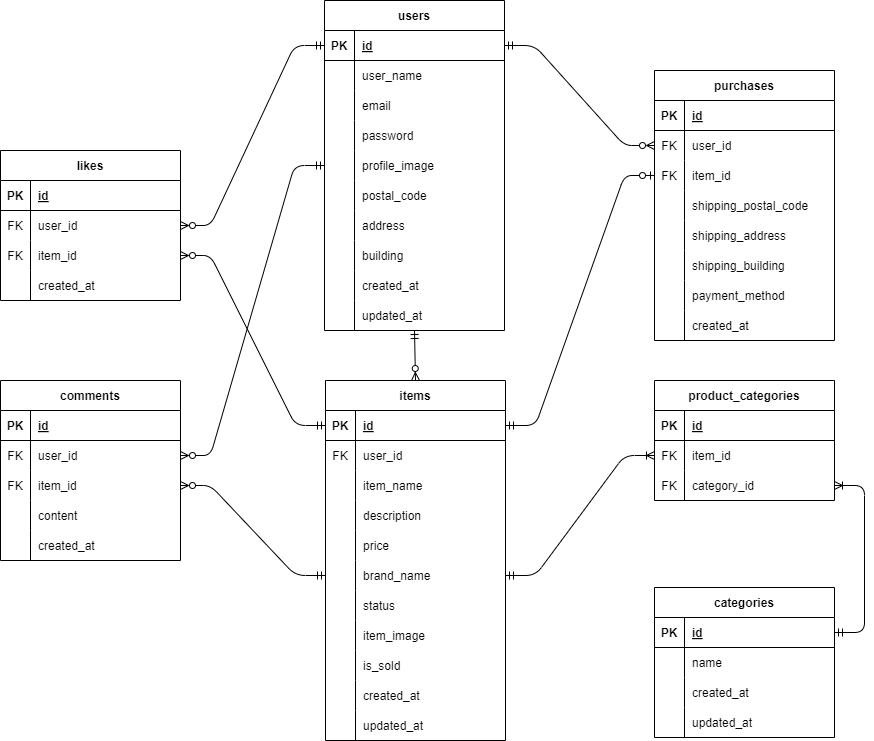 users
PK id
user_name
email
password
profile_image
postal_code
address
building
created_at
updated_at
purchases
PK id
FK user_id
FK item_id
shipping_postal_code
shipping_address
shipping_building
payment_method
created_at
likes
PK id
FK user_id
FK item_id
created_at
comments
PK id
FK user_id
FK item_id
content
created_at
items
PK id
FK user_id
item_name
description
price
brand_name
status
item_image
is_sold
created_at
updated_at
product_categories
PK id
FK item_id
FK category_id
categories
PK id
name
created_at
updated_at